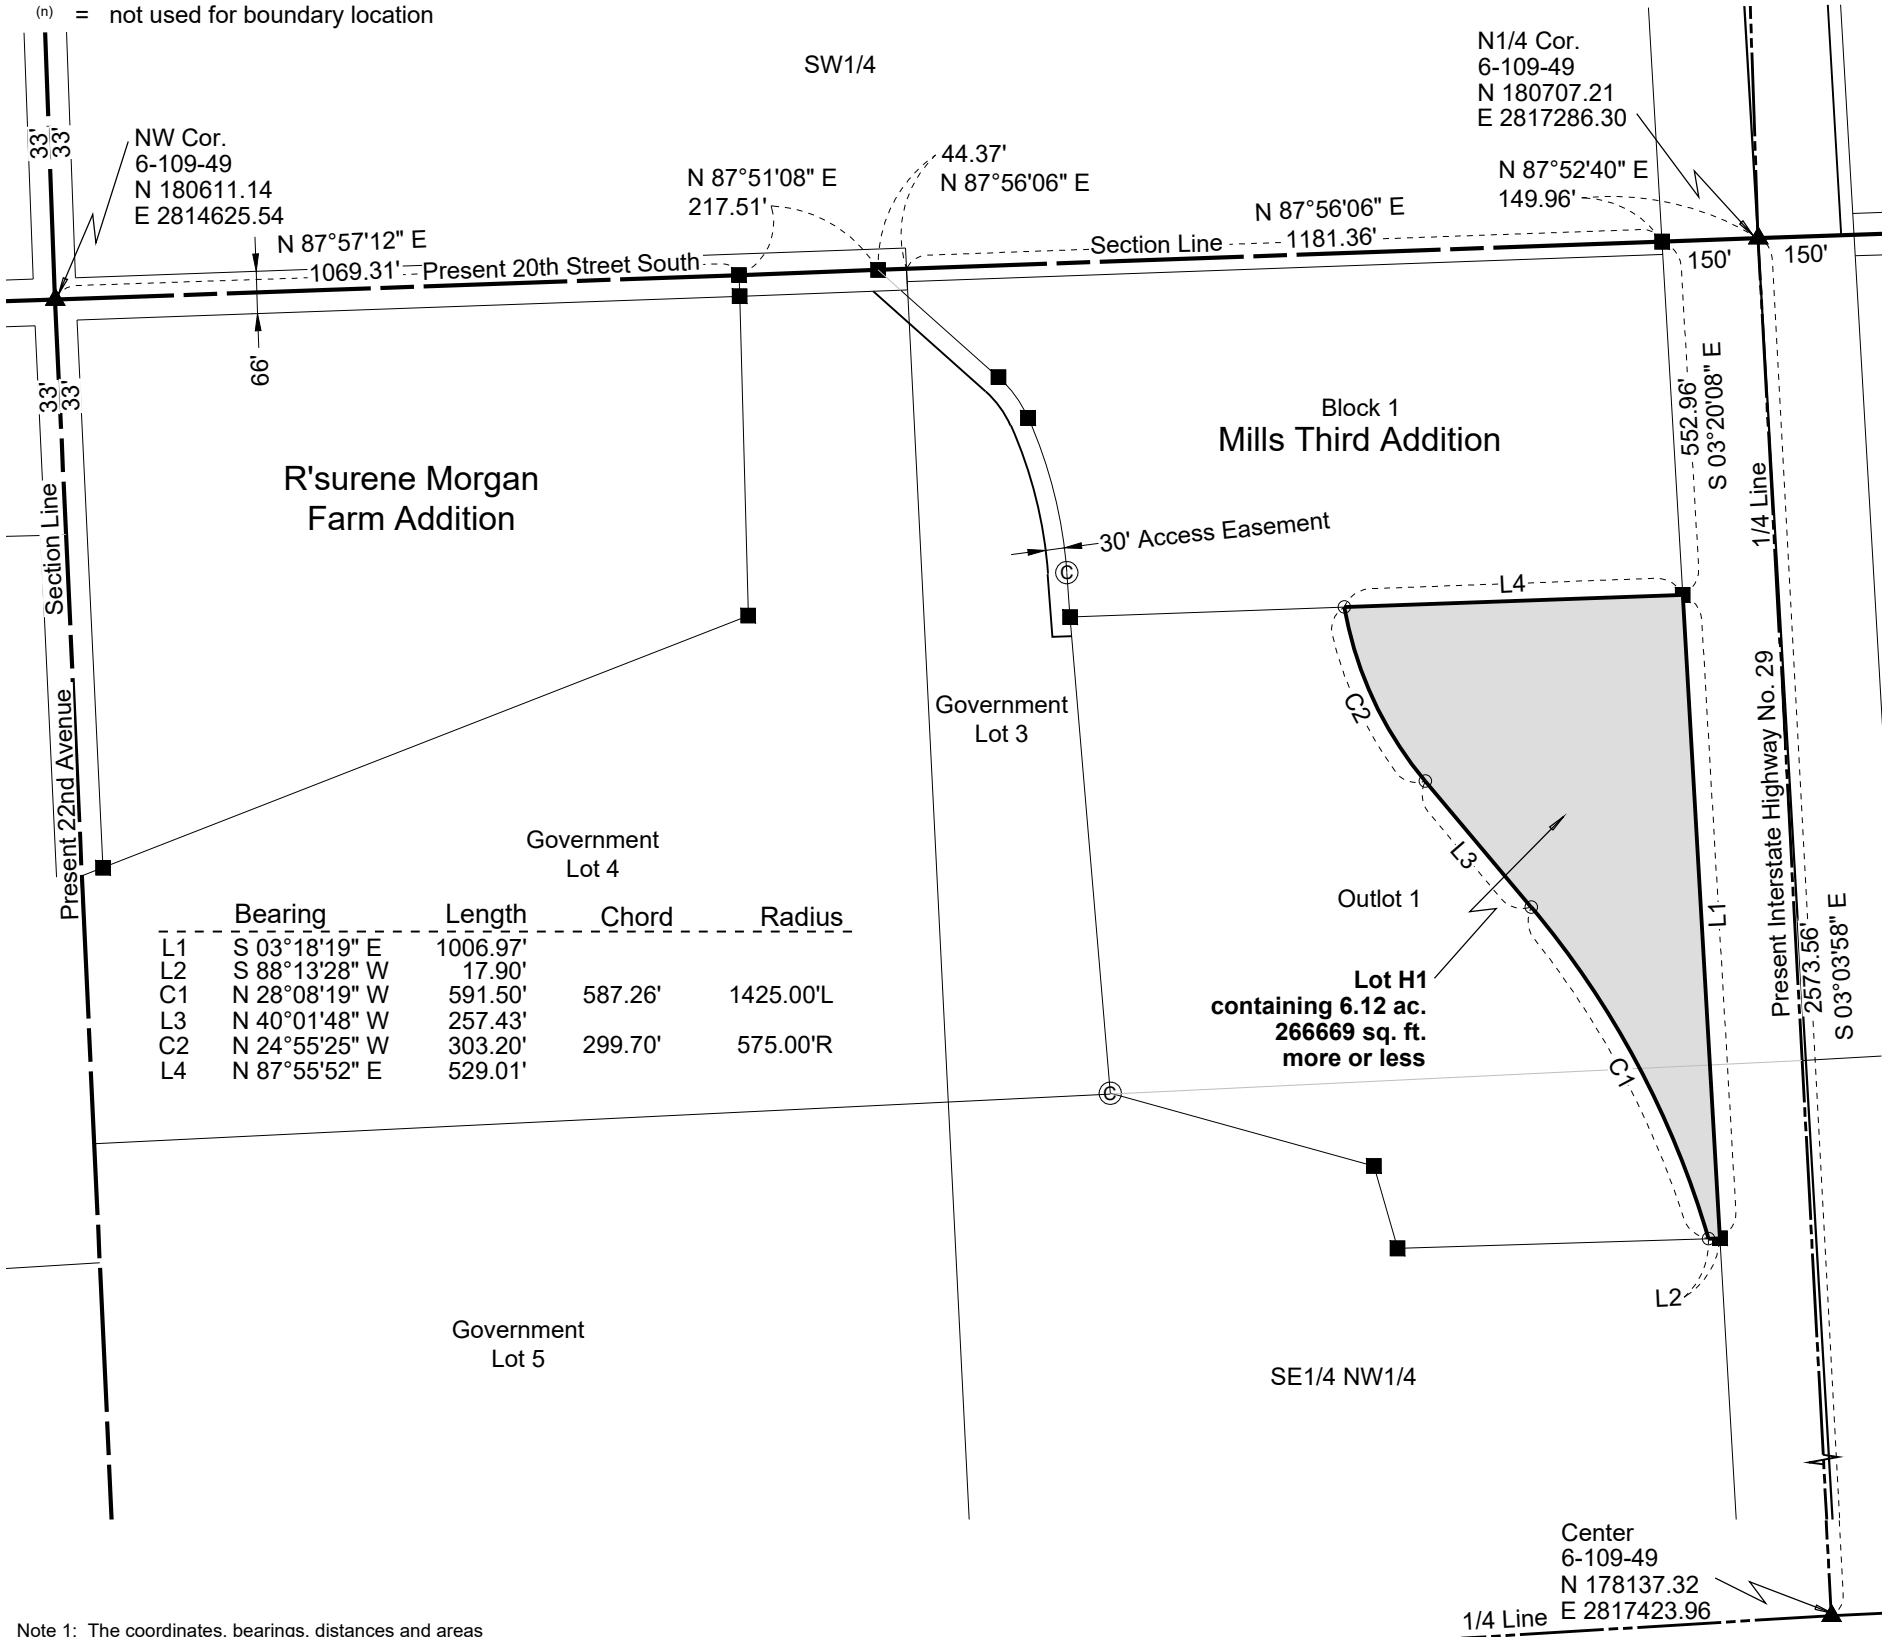 (n) = not used for boundary location
SW1/4
N1/4 Cor.
6-109-49
N 180707.21
E 2817286.30
NW Cor.
6-109-49
N 180611.14
E 2814625.54
33'
33'
N 87°51'08" E
217.51'
44.37'
N 87°56'06" E
N 87°52'40" E
149.96'
N 87°57'12" E
1069.31'
Present 20th Street South
Section Line
N 87°56'06" E
1181.36'
150'
150'
66'
33'
33'
552.96'
S 03°20'08" E
Block 1
Mills Third Addition
R'surene Morgan
Farm Addition
Section Line
1/4 Line
30' Access Easement
C
L4
Government
Lot 3
C2
Present 22nd Avenue
Present Interstate Highway No. 29
2573.56'
S 03°03'58" E
Government
Lot 4
L3
Outlot 1
L1
Bearing Length Chord Radius
L1 S 03°18'19" E 1006.97'
L2 S 88°13'28" W 17.90'
C1 N 28°08'19" W 591.50' 587.26' 1425.00'L
L3 N 40°01'48" W 257.43'
C2 N 24°55'25" W 303.20' 299.70' 575.00'R
L4 N 87°55'52" E 529.01'
Lot H1
containing 6.12 ac.
266669 sq. ft.
more or less
C1
C
L2
Government
Lot 5
SE1/4 NW1/4
Center
6-109-49
N 178137.32
E 2817423.96
1/4 Line
Note 1: The coordinates, bearings, distances and areas